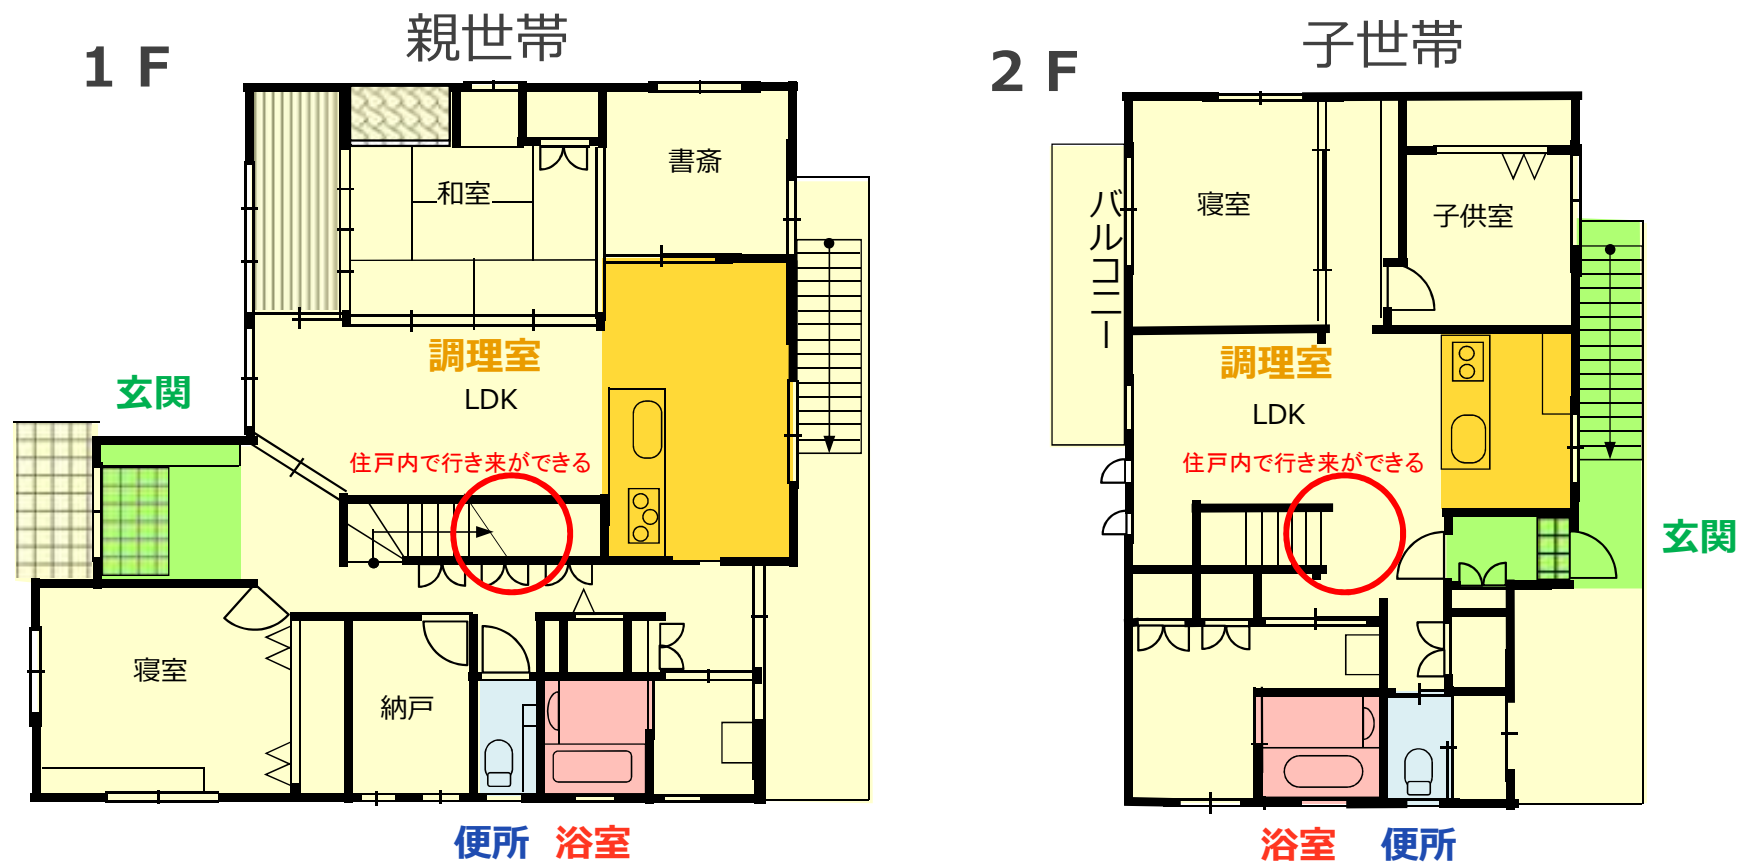 1F
親世帯
書斎
和室
調理室
LDK
玄関
住戸内で行き来ができる
寝室
納戸
便所
浴室
2F
子世帯
バルコニー
寝室
子供室
調理室
LDK
住戸内で行き来ができる
玄関
浴室
便所